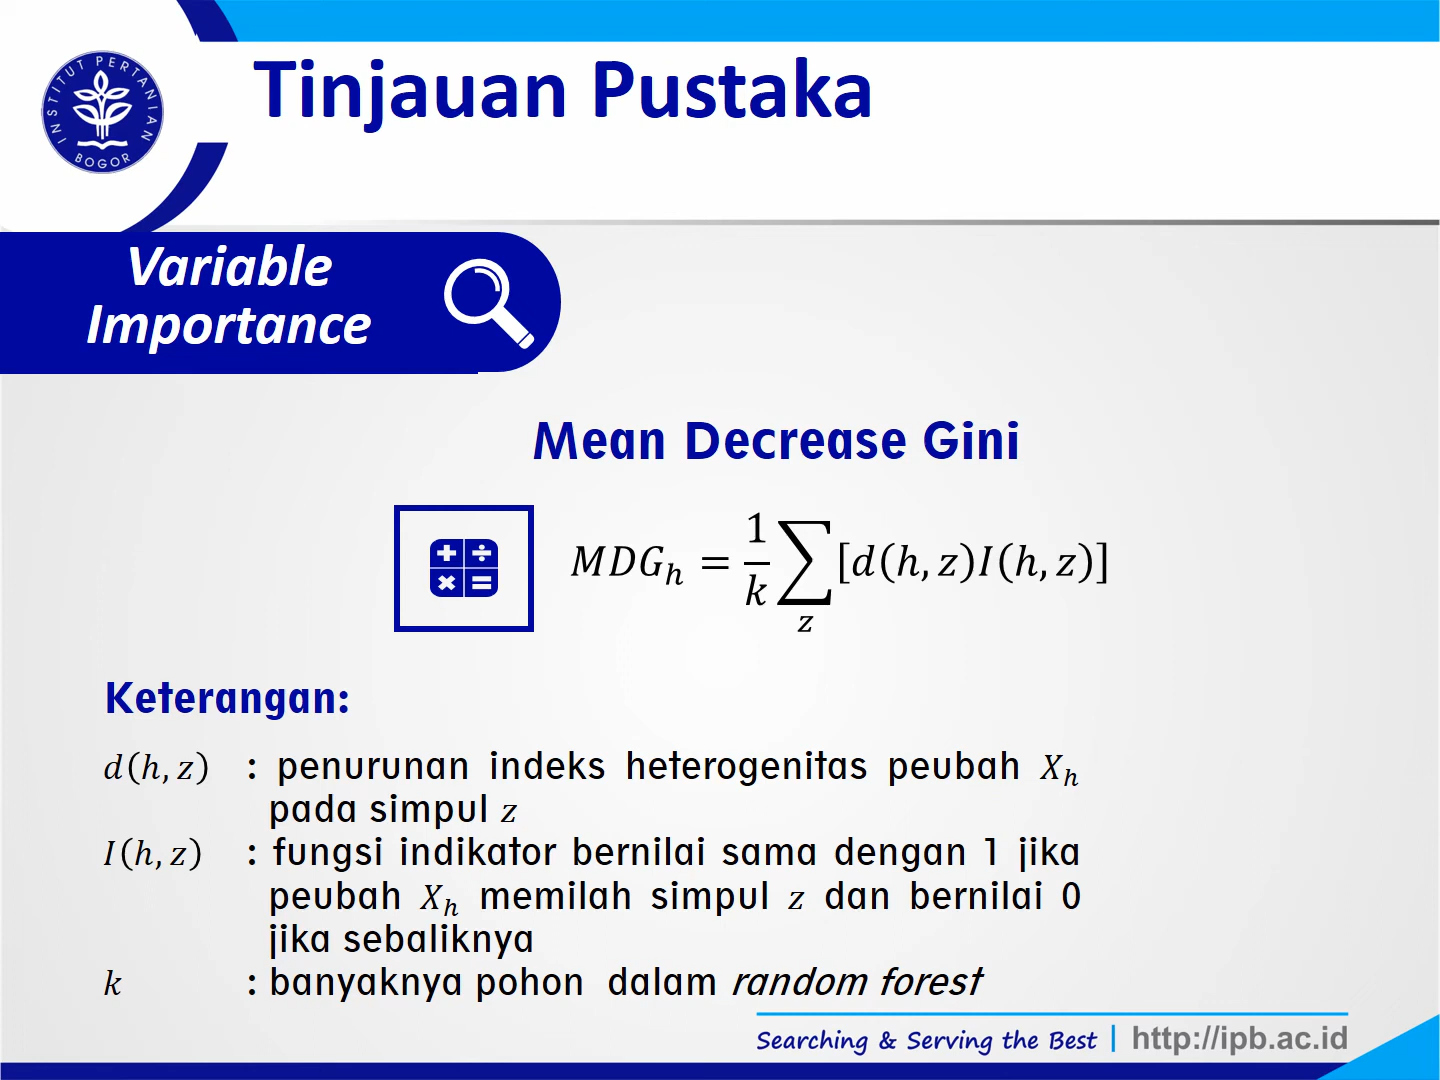 INSTITUT PERTANIAN
BOGOR
Tinjauan Pustaka
Variable
Importance
Mean Decrease Gini
MDG_h = 1/k ∑_z [d(h, z)I(h, z)]
Keterangan:
d(h, z) : penurunan indeks heterogenitas peubah X_h
pada simpul z
I(h, z) : fungsi indikator bernilai sama dengan 1 jika
peubah X_h memilah simpul z dan bernilai 0
jika sebaliknya
k : banyaknya pohon dalam random forest
Searching & Serving the Best | http://ipb.ac.id